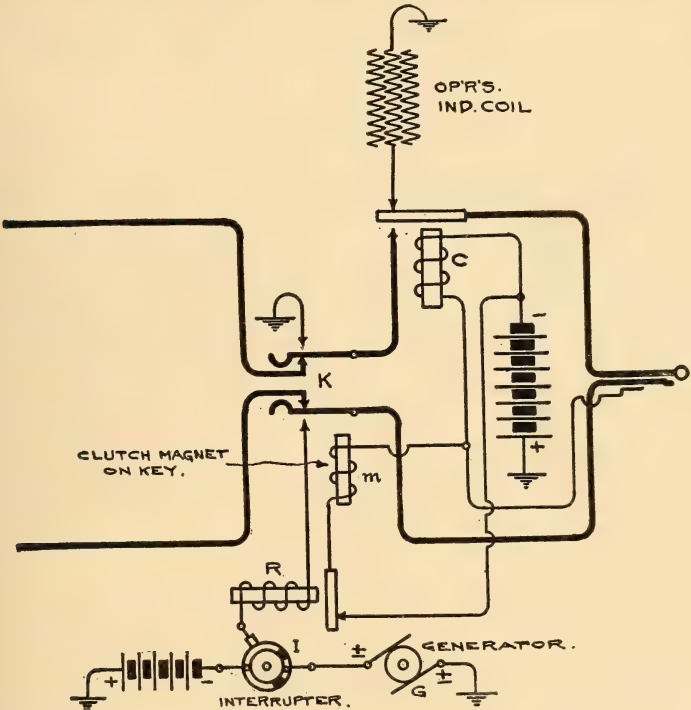 OP'R'S.
IND. COIL
C
-
K
+
CLUTCH MAGNET
ON KEY.
m
R
I
±
GENERATOR.
+
-
G
±
INTERRUPTER.